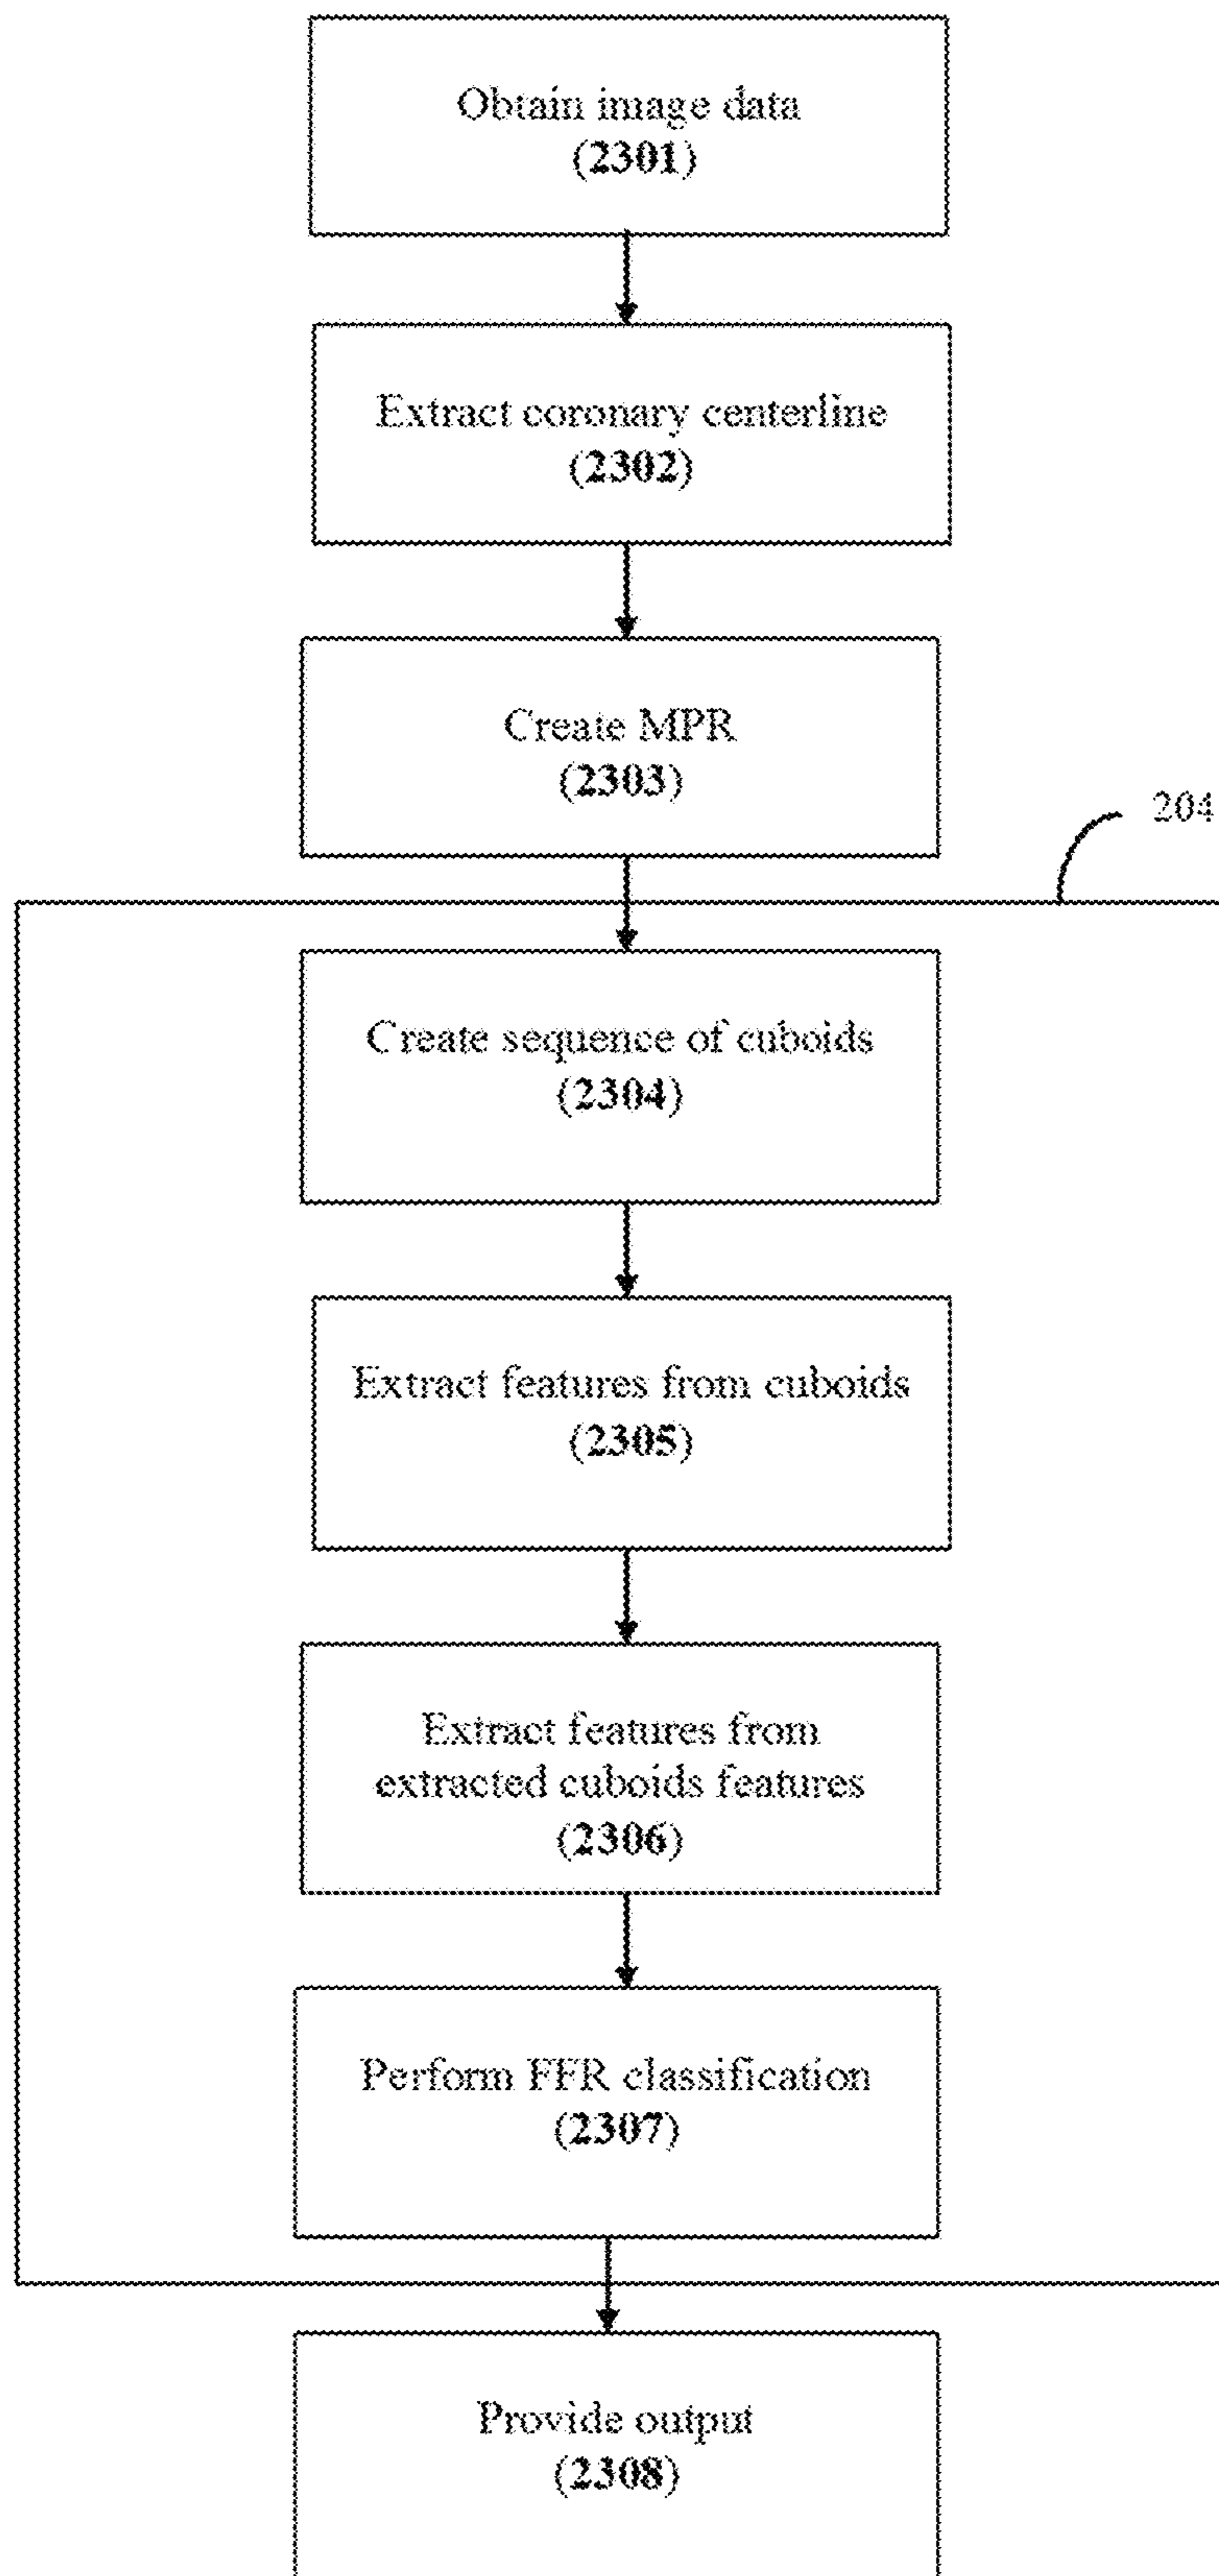 Obtain image data
(2301)
Extract coronary centerline
(2302)
Create MPR
(2303)
204
Create sequence of cuboids
(2304)
Extract features from cuboids
(2305)
Extract features from
extracted cuboids features
(2306)
Perform FFR classification
(2307)
Provide output
(2308)